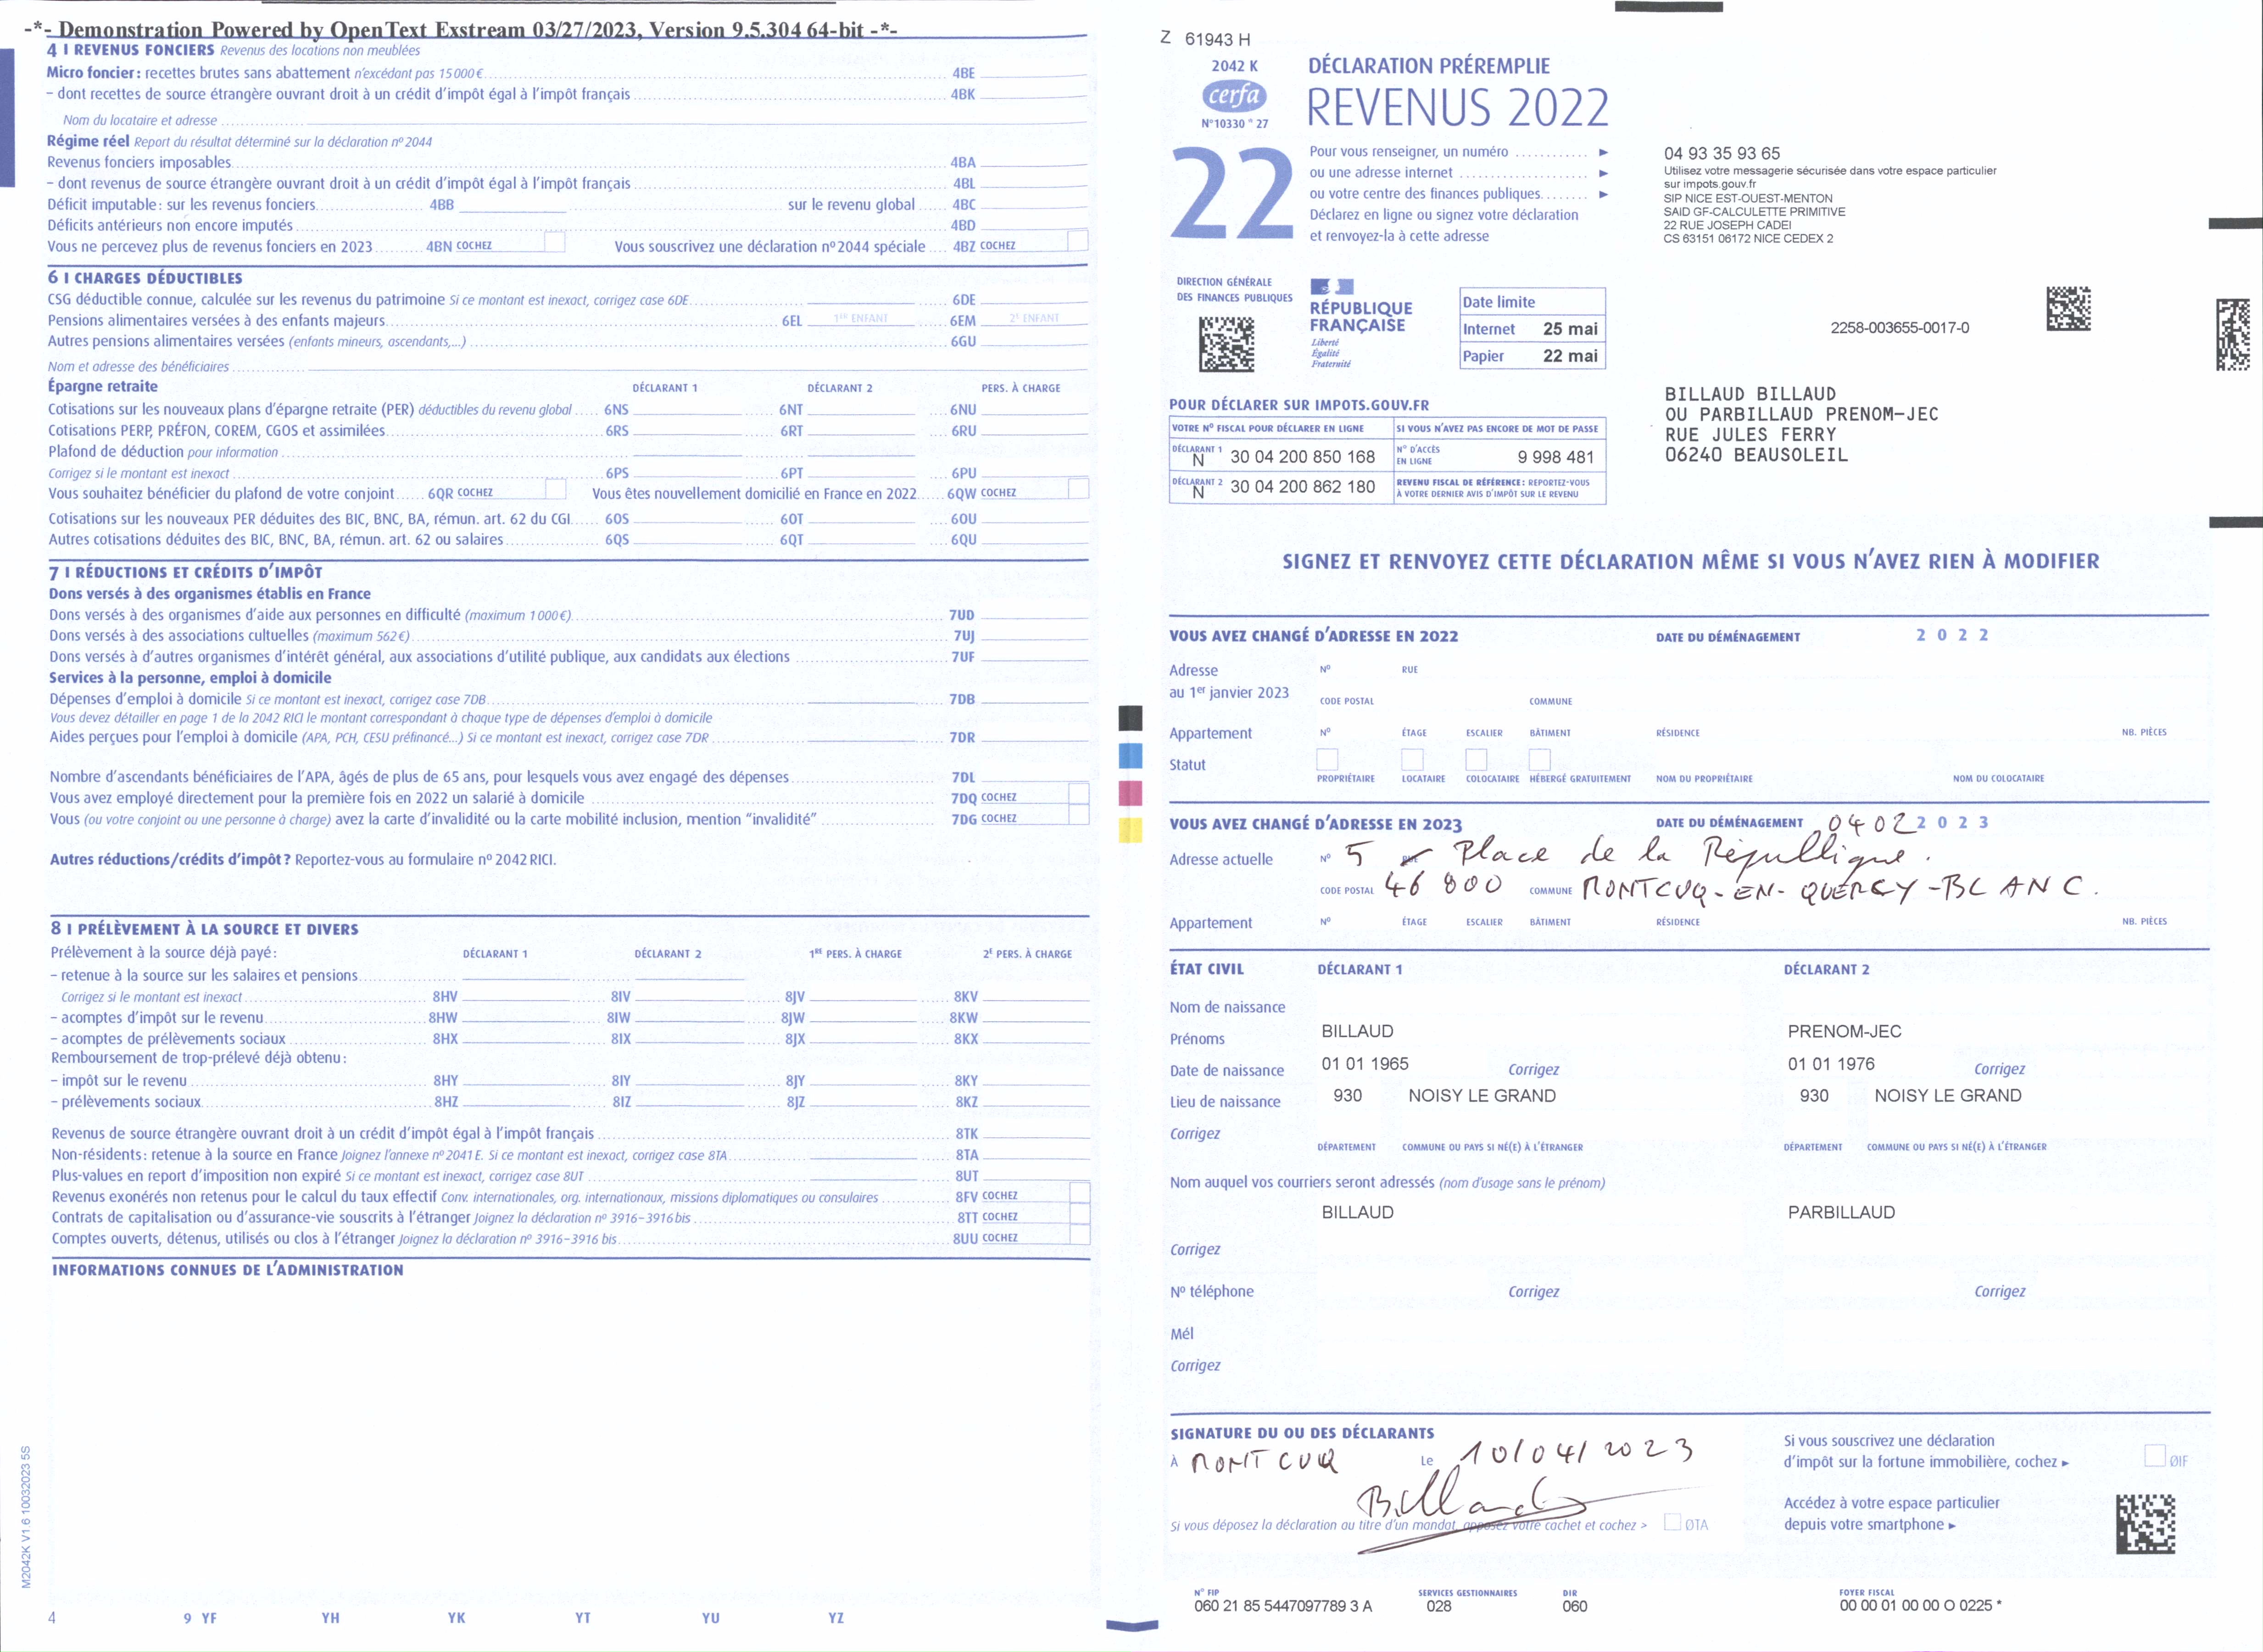 -*- Demonstration Powered by OpenText Exstream 03/27/2023, Version 9.5.304 64-bit -*-
4 I REVENUS FONCIERS Revenus des locations non meublées
Micro foncier : recettes brutes sans abattement n'excédant pas 15 000 € 4BE
– dont recettes de source étrangère ouvrant droit à un crédit d'impôt égal à l'impôt français 4BK
Nom du locataire et adresse
Régime réel Report du résultat déterminé sur la déclaration nº 2044
Revenus fonciers imposables 4BA
– dont revenus de source étrangère ouvrant droit à un crédit d'impôt égal à l'impôt français 4BL
Déficit imputable : sur les revenus fonciers 4BB sur le revenu global 4BC
Déficits antérieurs non encore imputés 4BD
Vous ne percevez plus de revenus fonciers en 2023 4BN COCHEZ Vous souscrivez une déclaration nº 2044 spéciale 4BZ COCHEZ
6 I CHARGES DÉDUCTIBLES
CSG déductible connue, calculée sur les revenus du patrimoine Si ce montant est inexact, corrigez case 6DE 6DE
Pensions alimentaires versées à des enfants majeurs 6EL 1ER ENFANT 6EM 2E ENFANT
Autres pensions alimentaires versées (enfants mineurs, ascendants,...) 6GU
Nom et adresse des bénéficiaires
Épargne retraite DÉCLARANT 1 DÉCLARANT 2 PERS. À CHARGE
Cotisations sur les nouveaux plans d'épargne retraite (PER) déductibles du revenu global 6NS 6NT 6NU
Cotisations PERP, PRÉFON, COREM, CGOS et assimilées 6RS 6RT 6RU
Plafond de déduction pour information
Corrigez si le montant est inexact 6PS 6PT 6PU
Vous souhaitez bénéficier du plafond de votre conjoint 6QR COCHEZ Vous êtes nouvellement domicilié en France en 2022 6QW COCHEZ
Cotisations sur les nouveaux PER déduites des BIC, BNC, BA, rémun. art. 62 du CGI 6OS 6OT 6OU
Autres cotisations déduites des BIC, BNC, BA, rémun. art. 62 ou salaires 6QS 6QT 6QU
7 I RÉDUCTIONS ET CRÉDITS D'IMPÔT
Dons versés à des organismes établis en France
Dons versés à des organismes d'aide aux personnes en difficulté (maximum 1 000 €) 7UD
Dons versés à des associations cultuelles (maximum 562 €) 7UJ
Dons versés à d'autres organismes d'intérêt général, aux associations d'utilité publique, aux candidats aux élections 7UF
Services à la personne, emploi à domicile
Dépenses d'emploi à domicile Si ce montant est inexact, corrigez case 7DB 7DB
Vous devez détailler en page 1 de la 2042 RICI le montant correspondant à chaque type de dépenses d'emploi à domicile
Aides perçues pour l'emploi à domicile (APA, PCH, CESU préfinancé...) Si ce montant est inexact, corrigez case 7DR 7DR
Nombre d'ascendants bénéficiaires de l'APA, âgés de plus de 65 ans, pour lesquels vous avez engagé des dépenses 7DL
Vous avez employé directement pour la première fois en 2022 un salarié à domicile 7DQ COCHEZ
Vous (ou votre conjoint ou une personne à charge) avez la carte d'invalidité ou la carte mobilité inclusion, mention "invalidité" 7DG COCHEZ
Autres réductions/crédits d'impôt ? Reportez-vous au formulaire nº 2042 RICI.
8 I PRÉLÈVEMENT À LA SOURCE ET DIVERS
Prélèvement à la source déjà payé : DÉCLARANT 1 DÉCLARANT 2 1RE PERS. À CHARGE 2E PERS. À CHARGE
– retenue à la source sur les salaires et pensions
Corrigez si le montant est inexact 8HV 8IV 8JV 8KV
– acomptes d'impôt sur le revenu 8HW 8IW 8JW 8KW
– acomptes de prélèvements sociaux 8HX 8IX 8JX 8KX
Remboursement de trop-prélevé déjà obtenu :
– impôt sur le revenu 8HY 8IY 8JY 8KY
– prélèvements sociaux 8HZ 8IZ 8JZ 8KZ
Revenus de source étrangère ouvrant droit à un crédit d'impôt égal à l'impôt français 8TK
Non-résidents : retenue à la source en France Joignez l'annexe nº 2041 E. Si ce montant est inexact, corrigez case 8TA 8TA
Plus-values en report d'imposition non expiré Si ce montant est inexact, corrigez case 8UT 8UT
Revenus exonérés non retenus pour le calcul du taux effectif Conv. internationales, org. internationaux, missions diplomatiques ou consulaires 8FV COCHEZ
Contrats de capitalisation ou d'assurance-vie souscrits à l'étranger Joignez la déclaration nº 3916–3916 bis 8TT COCHEZ
Comptes ouverts, détenus, utilisés ou clos à l'étranger Joignez la déclaration nº 3916–3916 bis 8UU COCHEZ
INFORMATIONS CONNUES DE L'ADMINISTRATION
M2042K V1.6 10032023 5S
4 9 YF YH YK YT YU YZ
Z 61943 H
2042 K
cerfa
N° 10330 * 27
DÉCLARATION PRÉREMPLIE
REVENUS 2022
22
Pour vous renseigner, un numéro
ou une adresse internet
ou votre centre des finances publiques
Déclarez en ligne ou signez votre déclaration
et renvoyez-la à cette adresse
04 93 35 93 65
Utilisez votre messagerie sécurisée dans votre espace particulier
sur impots.gouv.fr
SIP NICE EST-OUEST-MENTON
SAID GF-CALCULETTE PRIMITIVE
22 RUE JOSEPH CADEI
CS 63151 06172 NICE CEDEX 2
DIRECTION GÉNÉRALE
DES FINANCES PUBLIQUES
RÉPUBLIQUE
FRANÇAISE
Liberté
Égalité
Fraternité
Date limite
Internet 25 mai
Papier 22 mai
2258-003655-0017-0
BILLAUD BILLAUD
OU PARBILLAUD PRENOM-JEC
RUE JULES FERRY
06240 BEAUSOLEIL
POUR DÉCLARER SUR IMPOTS.GOUV.FR
VOTRE Nº FISCAL POUR DÉCLARER EN LIGNE SI VOUS N'AVEZ PAS ENCORE DE MOT DE PASSE
DÉCLARANT 1 N 30 04 200 850 168 N° D'ACCÈS EN LIGNE 9 998 481
DÉCLARANT 2 N 30 04 200 862 180 REVENU FISCAL DE RÉFÉRENCE : REPORTEZ-VOUS À VOTRE DERNIER AVIS D'IMPÔT SUR LE REVENU
SIGNEZ ET RENVOYEZ CETTE DÉCLARATION MÊME SI VOUS N'AVEZ RIEN À MODIFIER
VOUS AVEZ CHANGÉ D'ADRESSE EN 2022 DATE DU DÉMÉNAGEMENT 2022
Adresse Nº RUE
au 1er janvier 2023
CODE POSTAL COMMUNE
Appartement Nº ÉTAGE ESCALIER BÂTIMENT RÉSIDENCE NB. PIÈCES
Statut
PROPRIÉTAIRE LOCATAIRE COLOCATAIRE HÉBERGÉ GRATUITEMENT NOM DU PROPRIÉTAIRE NOM DU COLOCATAIRE
VOUS AVEZ CHANGÉ D'ADRESSE EN 2023 DATE DU DÉMÉNAGEMENT 0402 2023
Adresse actuelle Nº 5 RUE Place de la République.
CODE POSTAL 46 800 COMMUNE MONTCUQ-EN-QUERCY-BLANC.
Appartement Nº ÉTAGE ESCALIER BÂTIMENT RÉSIDENCE NB. PIÈCES
ÉTAT CIVIL DÉCLARANT 1 DÉCLARANT 2
Nom de naissance
Prénoms BILLAUD PRENOM-JEC
Date de naissance 01 01 1965 Corrigez 01 01 1976 Corrigez
Lieu de naissance 930 NOISY LE GRAND 930 NOISY LE GRAND
Corrigez
DÉPARTEMENT COMMUNE OU PAYS SI NÉ(E) À L'ÉTRANGER DÉPARTEMENT COMMUNE OU PAYS SI NÉ(E) À L'ÉTRANGER
Nom auquel vos courriers seront adressés (nom d'usage sans le prénom)
BILLAUD PARBILLAUD
Corrigez
Nº téléphone Corrigez Corrigez
Mél
Corrigez
SIGNATURE DU OU DES DÉCLARANTS
À MONTCUQ Le 10/04/2023
Billaud
Si vous déposez la déclaration au titre d'un mandat, apposez votre cachet et cochez > ØTA
Si vous souscrivez une déclaration
d'impôt sur la fortune immobilière, cochez ØIF
Accédez à votre espace particulier
depuis votre smartphone
N° FIP SERVICES GESTIONNAIRES DIR FOYER FISCAL
060 21 85 5447097789 3 A 028 060 00 00 01 00 00 O 0225 *